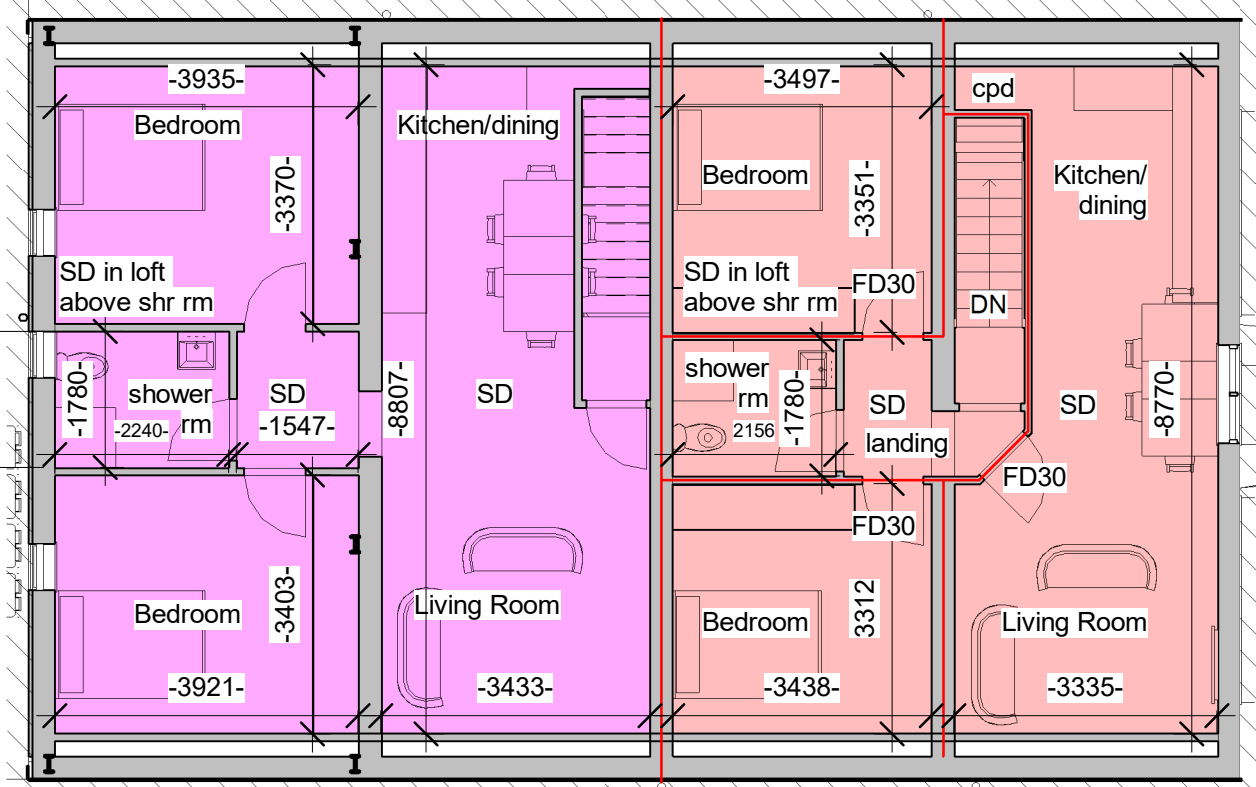 -3935-
-3497-
cpd
Bedroom
Kitchen/dining
Bedroom
Kitchen/
dining
-3370-
-3351-
SD in loft
above shr rm
SD in loft
above shr rm
FD30
DN
shower
rm
-1780-
-2240-
SD
-1547-
-8807-
SD
shower
rm
2156
-1780-
SD
landing
SD
-8770-
FD30
FD30
Bedroom
-3403-
Living Room
Bedroom
3312
Living Room
-3921-
-3433-
-3438-
-3335-